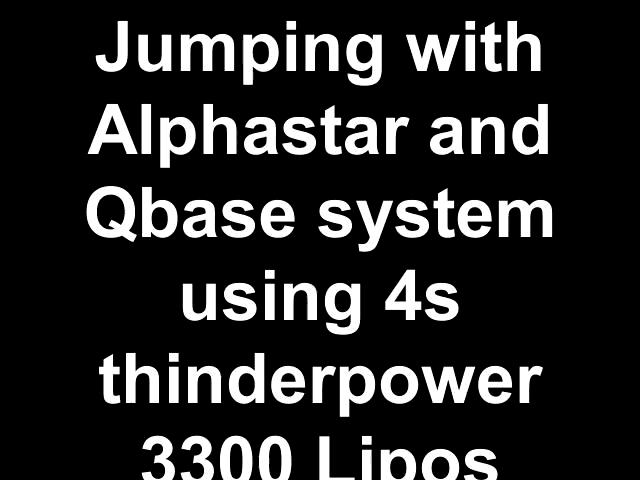 Jumping with
Alphastar and
Qbase system
using 4s
thinderpower
3300 Lipos